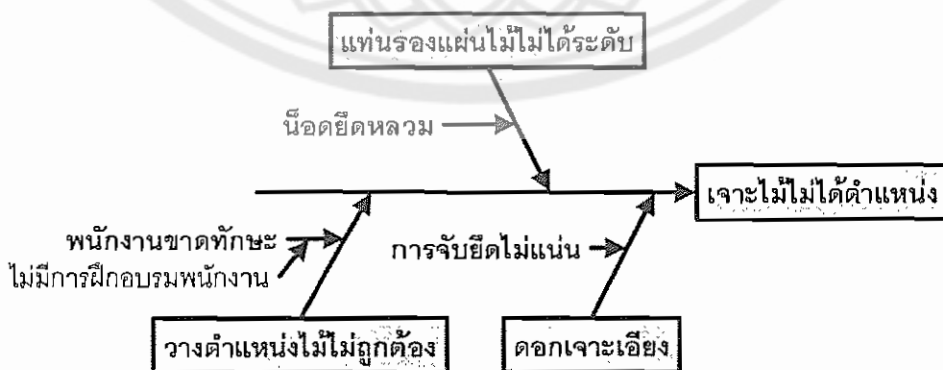 แท่นรองแผ่นไม้ไม่ได้ระดับ
น็อตยึดหลวม
เจาะไม้ไม่ได้ตำแหน่ง
พนักงานขาดทักษะ
ไม่มีการฝึกอบรมพนักงาน
การจับยึดไม่แน่น
วางตำแหน่งไม้ไม่ถูกต้อง
ดอกเจาะเอียง